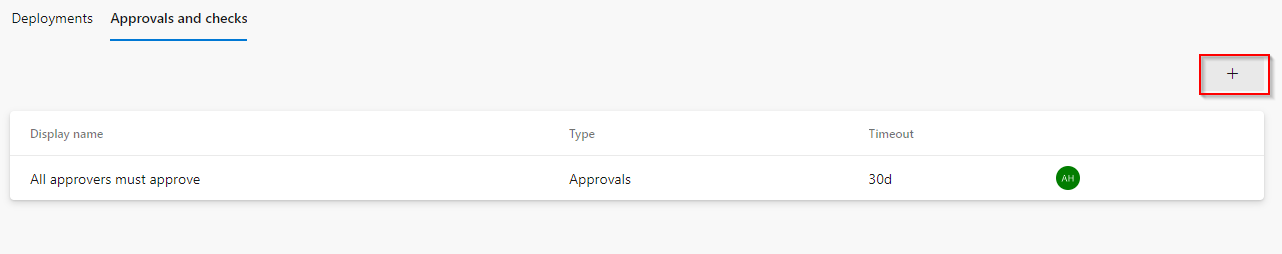 Deployments Approvals and checks
+
Display name Type Timeout
All approvers must approve Approvals 30d AH